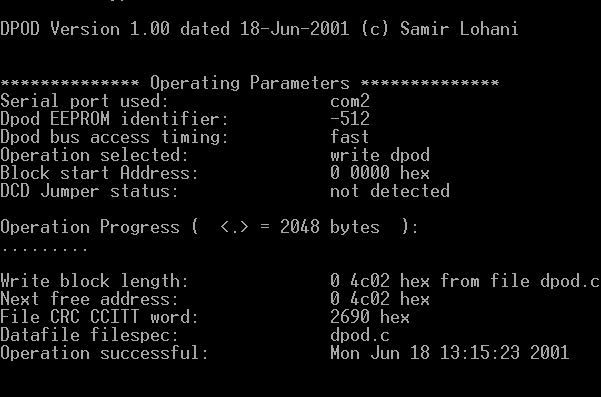 DPOD Version 1.00 dated 18-Jun-2001 (c) Samir Lohani
************** Operating Parameters **************
Serial port used: com2
Dpod EEPROM identifier: -512
Dpod bus access timing: fast
Operation selected: write dpod
Block start Address: 0 0000 hex
DCD Jumper status: not detected
Operation Progress ( <.> = 2048 bytes ):
.........
Write block length: 0 4c02 hex from file dpod.c
Next free address: 0 4c02 hex
File CRC CCITT word: 2690 hex
Datafile filespec: dpod.c
Operation successful: Mon Jun 18 13:15:23 2001